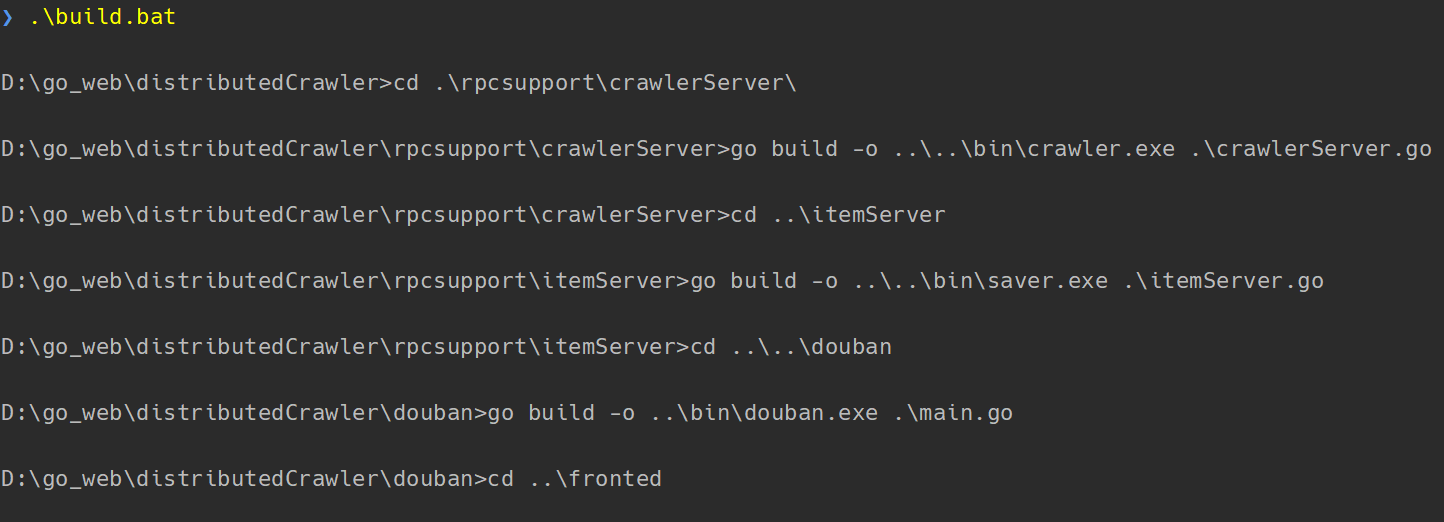 ❯ .\build.bat
D:\go_web\distributedCrawler>cd .\rpcsupport\crawlerServer\
D:\go_web\distributedCrawler\rpcsupport\crawlerServer>go build -o ..\..\bin\crawler.exe .\crawlerServer.go
D:\go_web\distributedCrawler\rpcsupport\crawlerServer>cd ..\itemServer
D:\go_web\distributedCrawler\rpcsupport\itemServer>go build -o ..\..\bin\saver.exe .\itemServer.go
D:\go_web\distributedCrawler\rpcsupport\itemServer>cd ..\..\douban
D:\go_web\distributedCrawler\douban>go build -o ..\bin\douban.exe .\main.go
D:\go_web\distributedCrawler\douban>cd ..\fronted